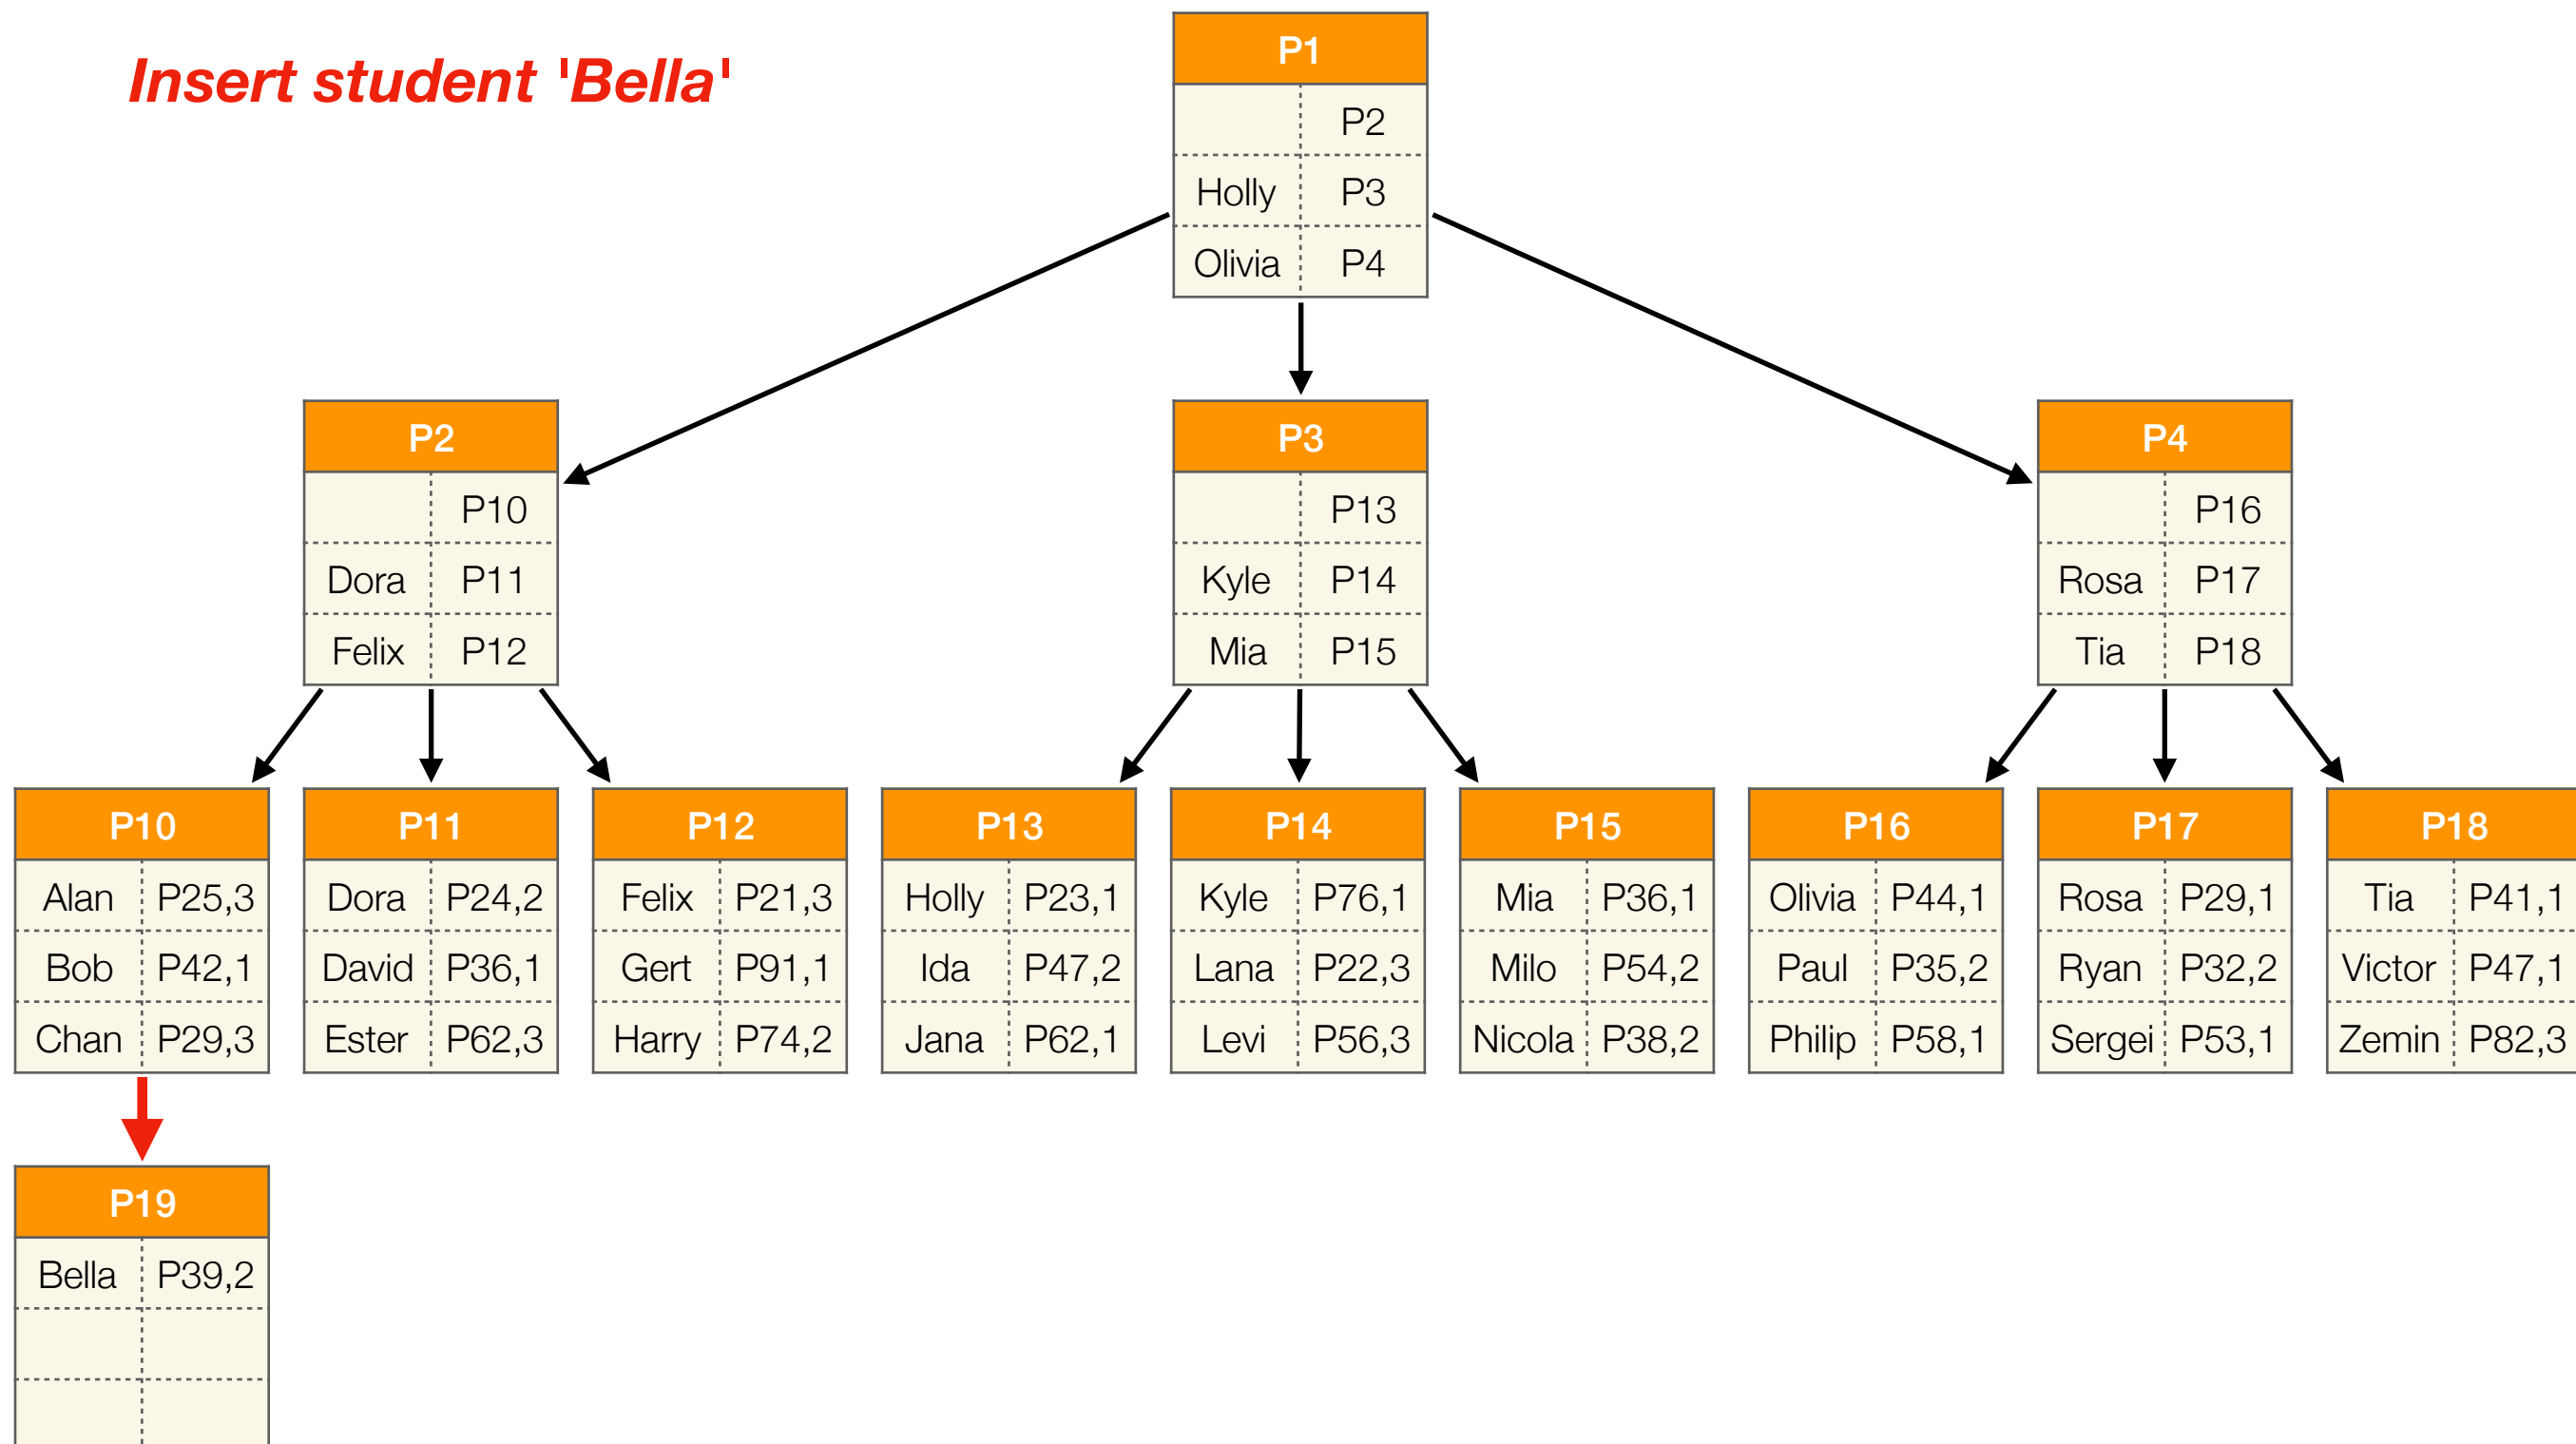 Insert student 'Bella'
P1
P2
Holly P3
Olivia P4
P2
P10
Dora P11
Felix P12
P3
P13
Kyle P14
Mia P15
P4
P16
Rosa P17
Tia P18
P10
Alan P25,3
Bob P42,1
Chan P29,3
P11
Dora P24,2
David P36,1
Ester P62,3
P12
Felix P21,3
Gert P91,1
Harry P74,2
P13
Holly P23,1
Ida P47,2
Jana P62,1
P14
Kyle P76,1
Lana P22,3
Levi P56,3
P15
Mia P36,1
Milo P54,2
Nicola P38,2
P16
Olivia P44,1
Paul P35,2
Philip P58,1
P17
Rosa P29,1
Ryan P32,2
Sergei P53,1
P18
Tia P41,1
Victor P47,1
Zemin P82,3
P19
Bella P39,2